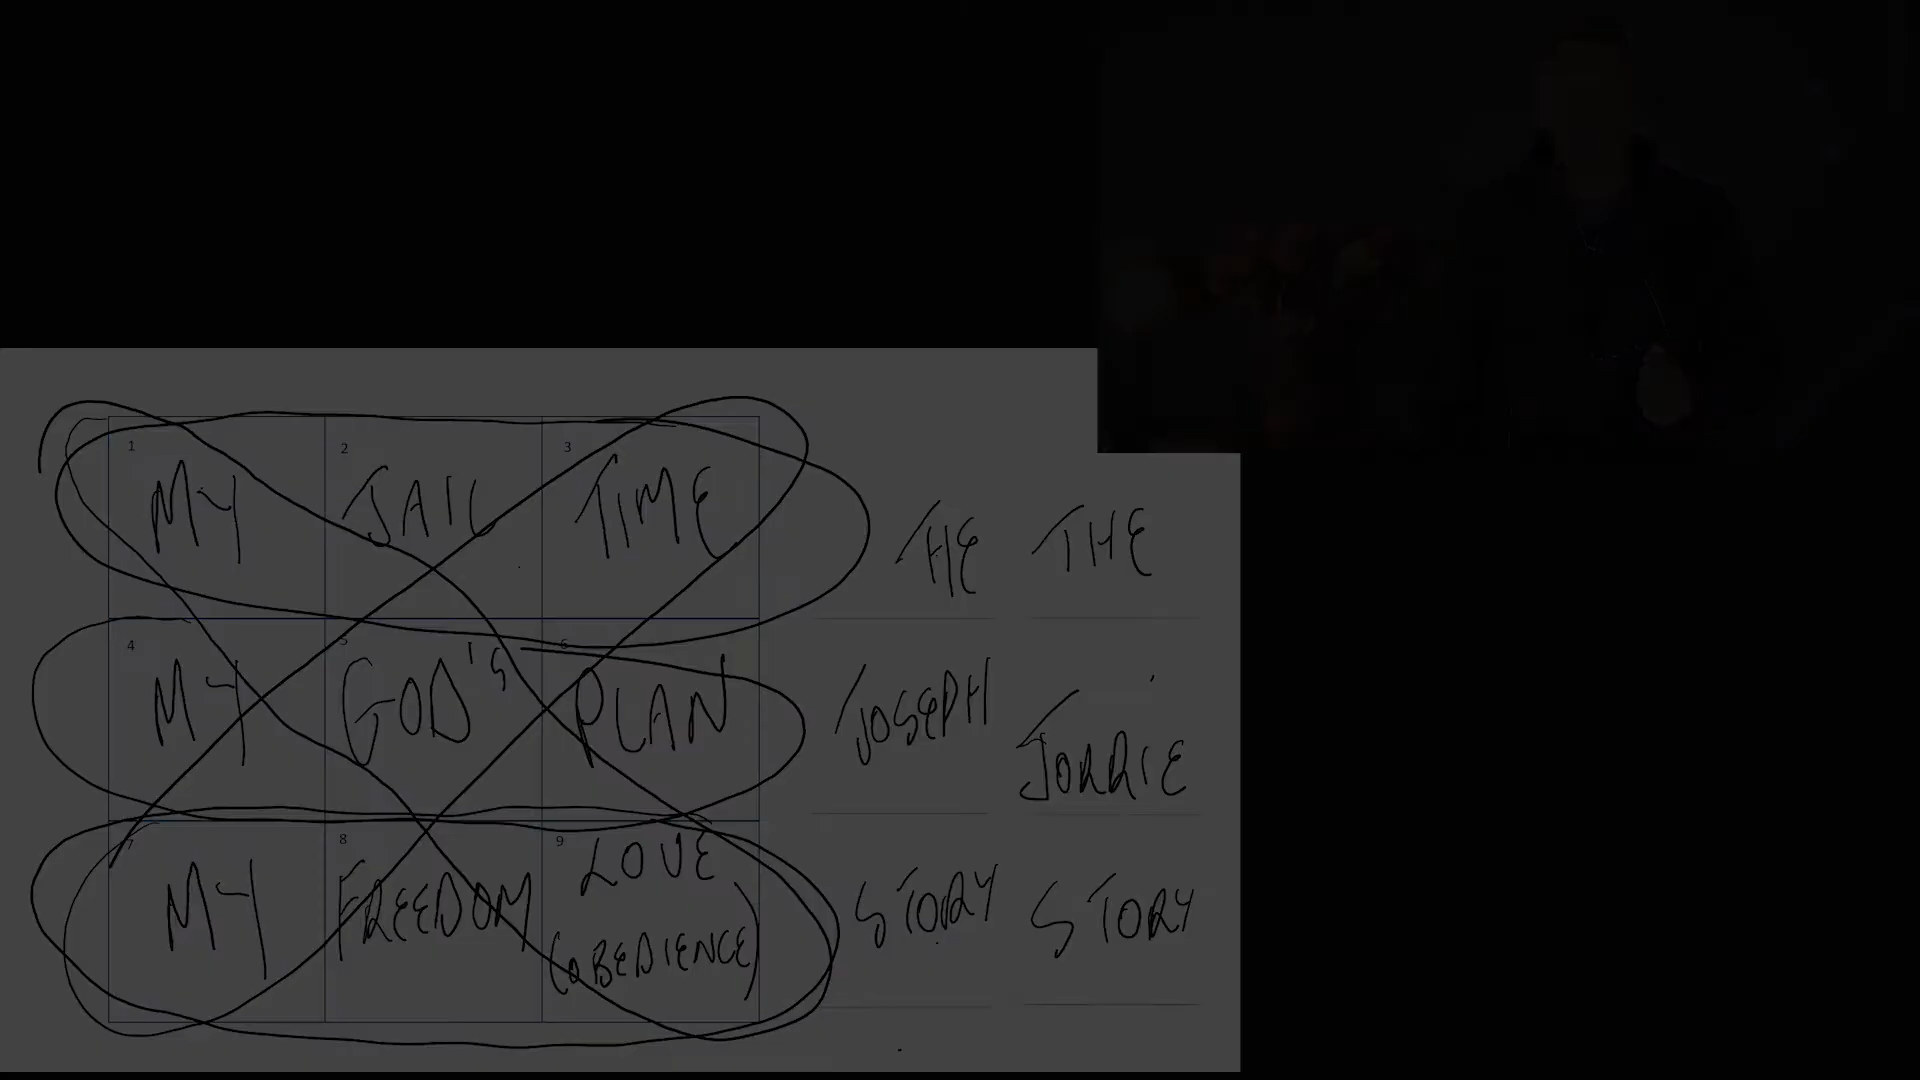 1 2 3
MY JAIL TIME
THE THE
4 5 6
MY GOD'S PLAN
JOSEPH JORRIE
7 8 9
MY FREEDOM LOVE
(OBEDIENCE)
STORY STORY